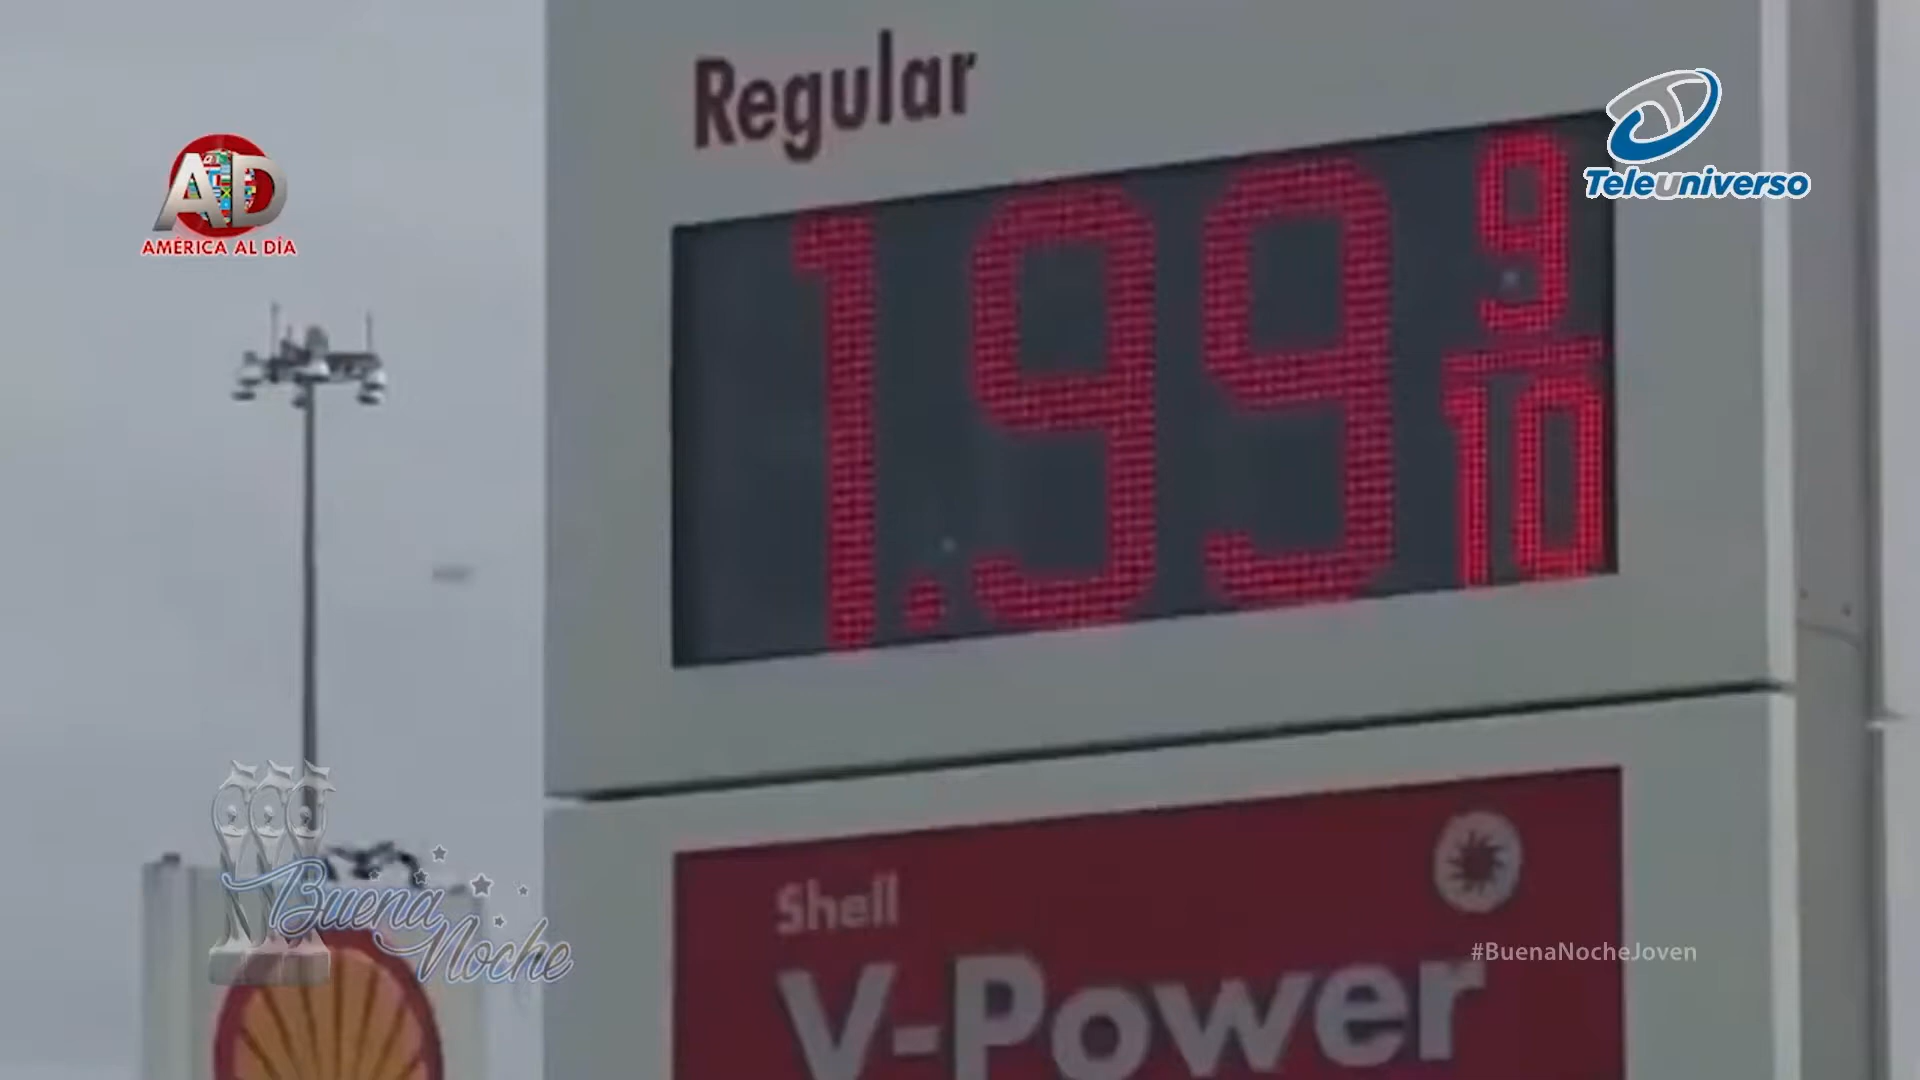 Regular
1.99 9/10
AD
AMÉRICA AL DÍA
Teleuniverso
Shell
V-Power
Buena
Noche
#BuenaNocheJoven